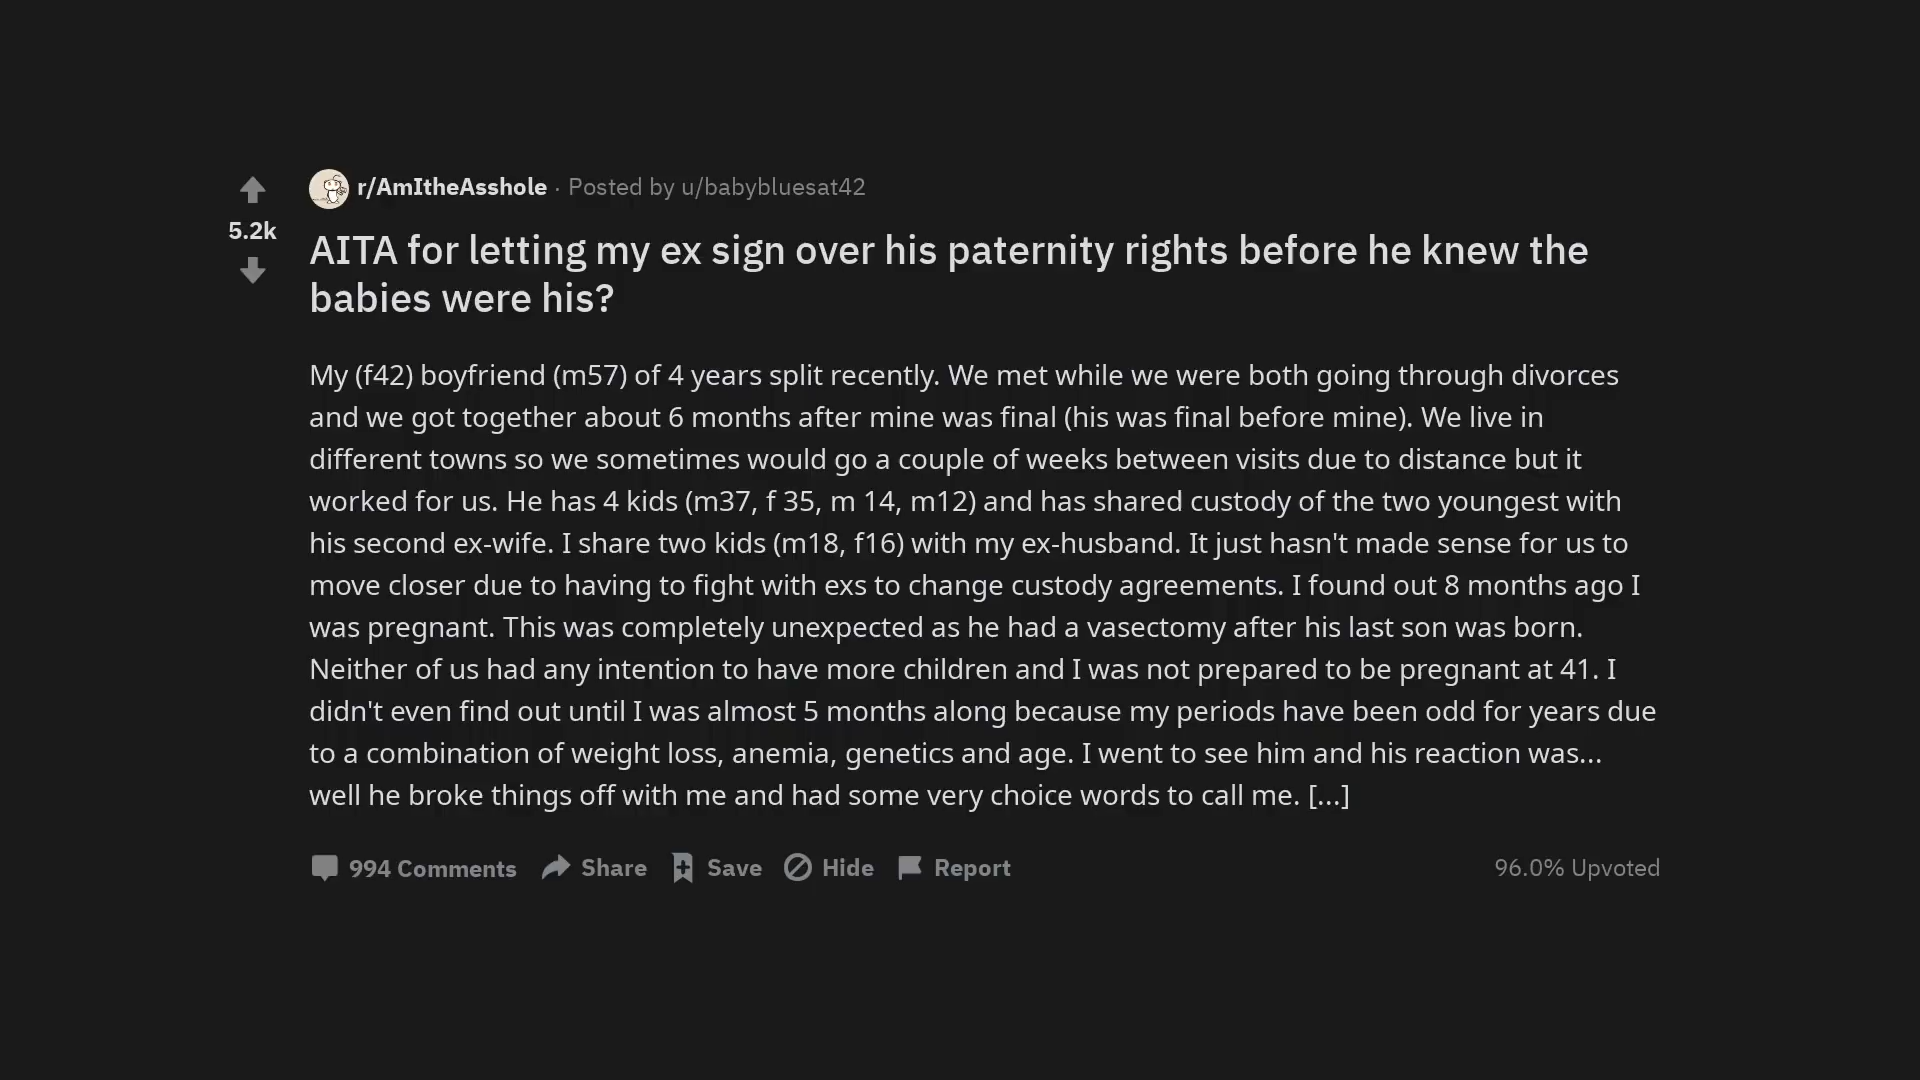 r/AmItheAsshole · Posted by u/babybluesat42
5.2k
AITA for letting my ex sign over his paternity rights before he knew the
babies were his?
My (f42) boyfriend (m57) of 4 years split recently. We met while we were both going through divorces
and we got together about 6 months after mine was final (his was final before mine). We live in
different towns so we sometimes would go a couple of weeks between visits due to distance but it
worked for us. He has 4 kids (m37, f 35, m 14, m12) and has shared custody of the two youngest with
his second ex-wife. I share two kids (m18, f16) with my ex-husband. It just hasn't made sense for us to
move closer due to having to fight with exs to change custody agreements. I found out 8 months ago I
was pregnant. This was completely unexpected as he had a vasectomy after his last son was born.
Neither of us had any intention to have more children and I was not prepared to be pregnant at 41. I
didn't even find out until I was almost 5 months along because my periods have been odd for years due
to a combination of weight loss, anemia, genetics and age. I went to see him and his reaction was...
well he broke things off with me and had some very choice words to call me. [...]
994 Comments Share Save Hide Report 96.0% Upvoted